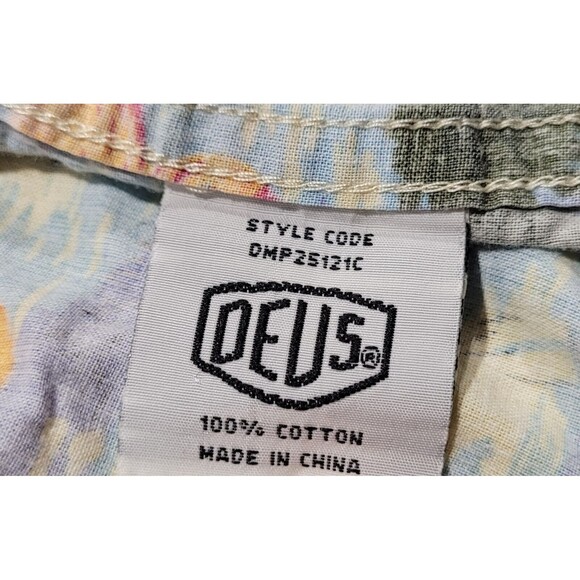 STYLE CODE
DMP25121C
DEUS®
100% COTTON
MADE IN CHINA